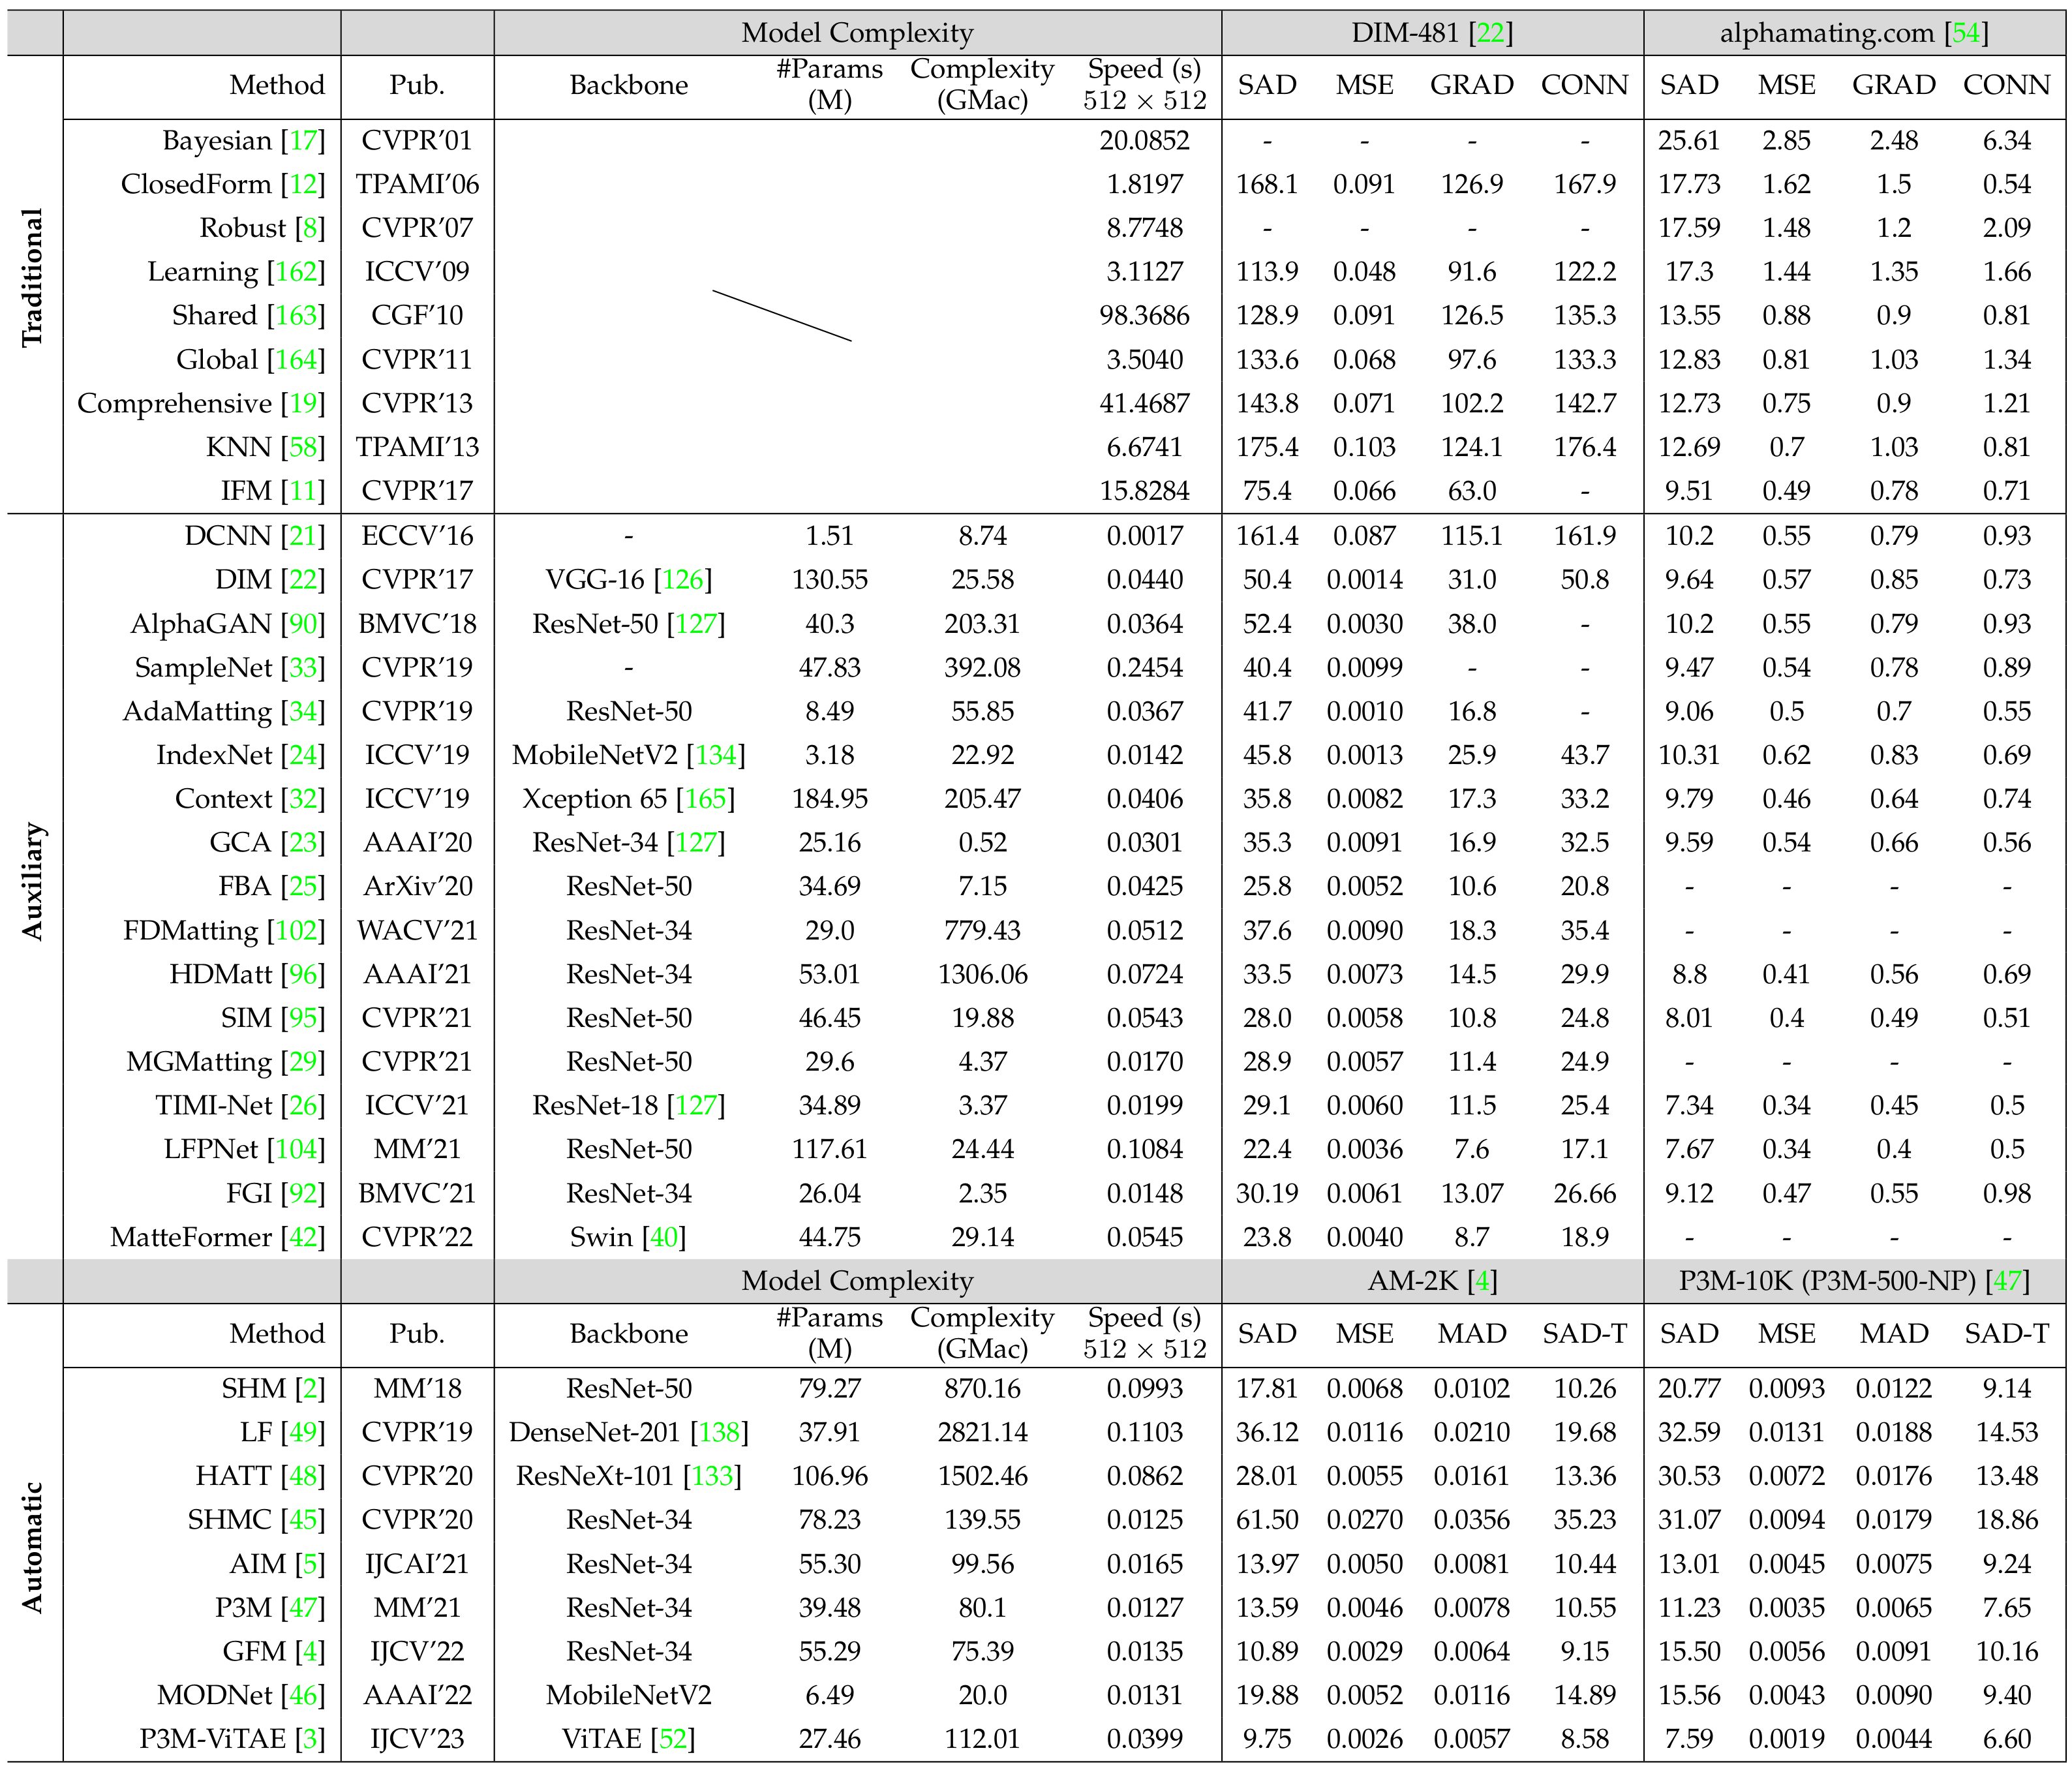 Model Complexity DIM-481 [22] alphamating.com [54]
Method Pub. Backbone #Params (M) Complexity (GMac) Speed (s) 512 × 512 SAD MSE GRAD CONN SAD MSE GRAD CONN
Traditional
Bayesian [17] CVPR'01 20.0852 - - - - 25.61 2.85 2.48 6.34
ClosedForm [12] TPAMI'06 1.8197 168.1 0.091 126.9 167.9 17.73 1.62 1.5 0.54
Robust [8] CVPR'07 8.7748 - - - - 17.59 1.48 1.2 2.09
Learning [162] ICCV'09 3.1127 113.9 0.048 91.6 122.2 17.3 1.44 1.35 1.66
Shared [163] CGF'10 98.3686 128.9 0.091 126.5 135.3 13.55 0.88 0.9 0.81
Global [164] CVPR'11 3.5040 133.6 0.068 97.6 133.3 12.83 0.81 1.03 1.34
Comprehensive [19] CVPR'13 41.4687 143.8 0.071 102.2 142.7 12.73 0.75 0.9 1.21
KNN [58] TPAMI'13 6.6741 175.4 0.103 124.1 176.4 12.69 0.7 1.03 0.81
IFM [11] CVPR'17 15.8284 75.4 0.066 63.0 - 9.51 0.49 0.78 0.71
Auxiliary
DCNN [21] ECCV'16 - 1.51 8.74 0.0017 161.4 0.087 115.1 161.9 10.2 0.55 0.79 0.93
DIM [22] CVPR'17 VGG-16 [126] 130.55 25.58 0.0440 50.4 0.0014 31.0 50.8 9.64 0.57 0.85 0.73
AlphaGAN [90] BMVC'18 ResNet-50 [127] 40.3 203.31 0.0364 52.4 0.0030 38.0 - 10.2 0.55 0.79 0.93
SampleNet [33] CVPR'19 - 47.83 392.08 0.2454 40.4 0.0099 - - 9.47 0.54 0.78 0.89
AdaMatting [34] CVPR'19 ResNet-50 8.49 55.85 0.0367 41.7 0.0010 16.8 - 9.06 0.5 0.7 0.55
IndexNet [24] ICCV'19 MobileNetV2 [134] 3.18 22.92 0.0142 45.8 0.0013 25.9 43.7 10.31 0.62 0.83 0.69
Context [32] ICCV'19 Xception 65 [165] 184.95 205.47 0.0406 35.8 0.0082 17.3 33.2 9.79 0.46 0.64 0.74
GCA [23] AAAI'20 ResNet-34 [127] 25.16 0.52 0.0301 35.3 0.0091 16.9 32.5 9.59 0.54 0.66 0.56
FBA [25] ArXiv'20 ResNet-50 34.69 7.15 0.0425 25.8 0.0052 10.6 20.8 - - - -
FDMatting [102] WACV'21 ResNet-34 29.0 779.43 0.0512 37.6 0.0090 18.3 35.4 - - - -
HDMatt [96] AAAI'21 ResNet-34 53.01 1306.06 0.0724 33.5 0.0073 14.5 29.9 8.8 0.41 0.56 0.69
SIM [95] CVPR'21 ResNet-50 46.45 19.88 0.0543 28.0 0.0058 10.8 24.8 8.01 0.4 0.49 0.51
MGMatting [29] CVPR'21 ResNet-50 29.6 4.37 0.0170 28.9 0.0057 11.4 24.9 - - - -
TIMI-Net [26] ICCV'21 ResNet-18 [127] 34.89 3.37 0.0199 29.1 0.0060 11.5 25.4 7.34 0.34 0.45 0.5
LFPNet [104] MM'21 ResNet-50 117.61 24.44 0.1084 22.4 0.0036 7.6 17.1 7.67 0.34 0.4 0.5
FGI [92] BMVC'21 ResNet-34 26.04 2.35 0.0148 30.19 0.0061 13.07 26.66 9.12 0.47 0.55 0.98
MatteFormer [42] CVPR'22 Swin [40] 44.75 29.14 0.0545 23.8 0.0040 8.7 18.9 - - - -
Model Complexity AM-2K [4] P3M-10K (P3M-500-NP) [47]
Method Pub. Backbone #Params (M) Complexity (GMac) Speed (s) 512 × 512 SAD MSE MAD SAD-T SAD MSE MAD SAD-T
Automatic
SHM [2] MM'18 ResNet-50 79.27 870.16 0.0993 17.81 0.0068 0.0102 10.26 20.77 0.0093 0.0122 9.14
LF [49] CVPR'19 DenseNet-201 [138] 37.91 2821.14 0.1103 36.12 0.0116 0.0210 19.68 32.59 0.0131 0.0188 14.53
HATT [48] CVPR'20 ResNeXt-101 [133] 106.96 1502.46 0.0862 28.01 0.0055 0.0161 13.36 30.53 0.0072 0.0176 13.48
SHMC [45] CVPR'20 ResNet-34 78.23 139.55 0.0125 61.50 0.0270 0.0356 35.23 31.07 0.0094 0.0179 18.86
AIM [5] IJCAI'21 ResNet-34 55.30 99.56 0.0165 13.97 0.0050 0.0081 10.44 13.01 0.0045 0.0075 9.24
P3M [47] MM'21 ResNet-34 39.48 80.1 0.0127 13.59 0.0046 0.0078 10.55 11.23 0.0035 0.0065 7.65
GFM [4] IJCV'22 ResNet-34 55.29 75.39 0.0135 10.89 0.0029 0.0064 9.15 15.50 0.0056 0.0091 10.16
MODNet [46] AAAI'22 MobileNetV2 6.49 20.0 0.0131 19.88 0.0052 0.0116 14.89 15.56 0.0043 0.0090 9.40
P3M-ViTAE [3] IJCV'23 ViTAE [52] 27.46 112.01 0.0399 9.75 0.0026 0.0057 8.58 7.59 0.0019 0.0044 6.60